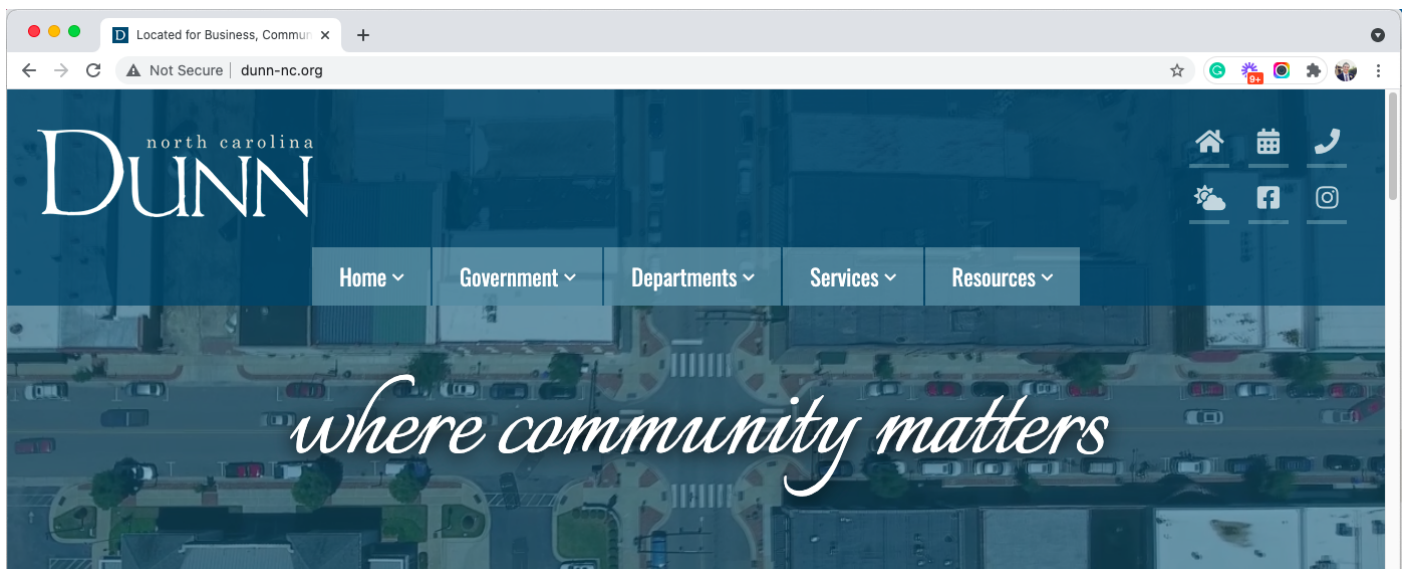 Located for Business, Commun
Not Secure
dunn-nc.org
9+
north carolina
DUNN
Home
Government
Departments
Services
Resources
where community matters